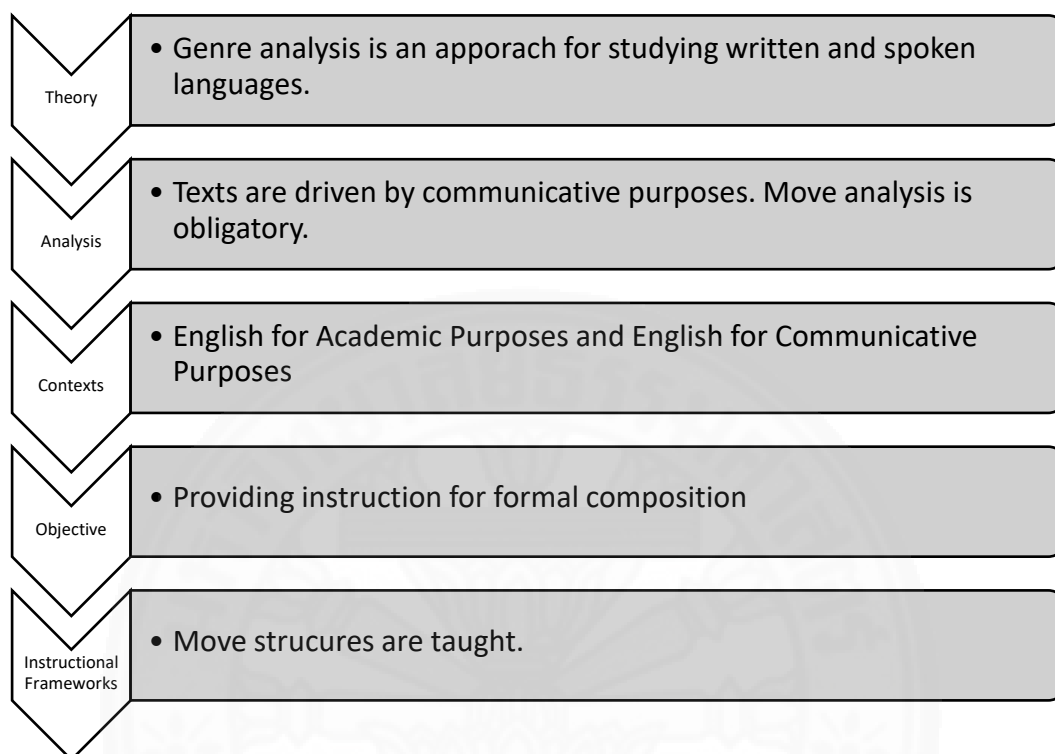 Theory
• Genre analysis is an apporach for studying written and spoken
languages.
Analysis
• Texts are driven by communicative purposes. Move analysis is
obligatory.
Contexts
• English for Academic Purposes and English for Communicative
Purposes
Objective
• Providing instruction for formal composition
Instructional
Frameworks
• Move strucures are taught.